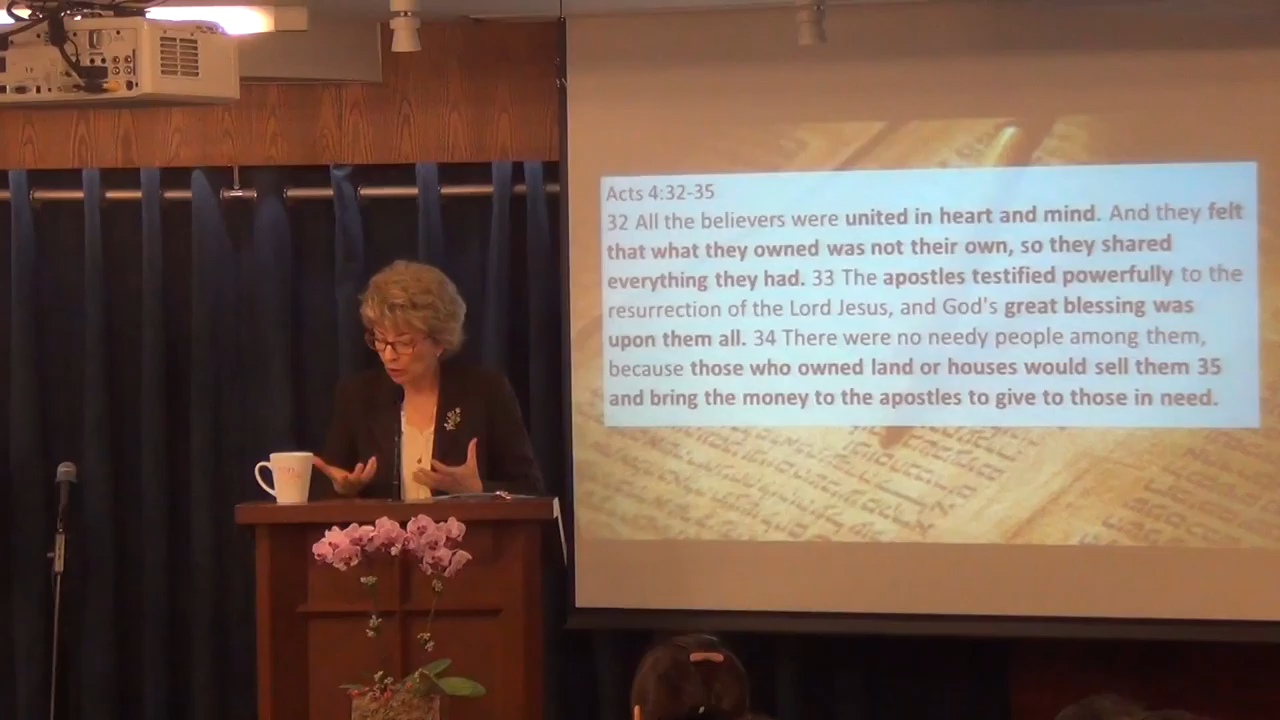 Acts 4:32-35
32 All the believers were united in heart and mind. And they felt
that what they owned was not their own, so they shared
everything they had. 33 The apostles testified powerfully to the
resurrection of the Lord Jesus, and God's great blessing was
upon them all. 34 There were no needy people among them,
because those who owned land or houses would sell them 35
and bring the money to the apostles to give to those in need.